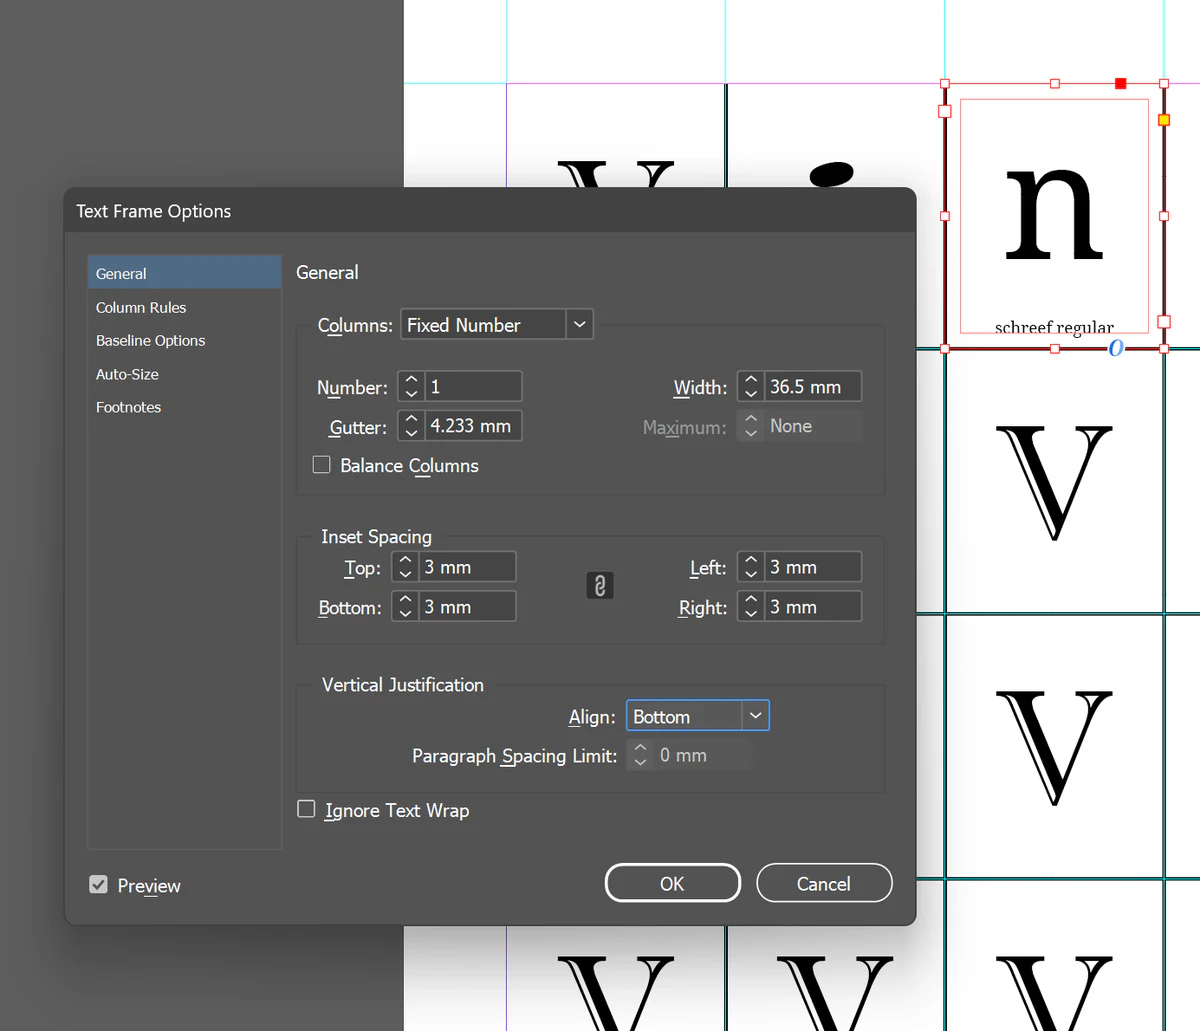 Text Frame Options
General
Column Rules
Baseline Options
Auto-Size
Footnotes
General
Columns: Fixed Number
Number: 1
Width: 36.5 mm
Gutter: 4.233 mm
Maximum: None
Balance Columns
Inset Spacing
Top: 3 mm
Left: 3 mm
Bottom: 3 mm
Right: 3 mm
Vertical Justification
Align: Bottom
Paragraph Spacing Limit: 0 mm
Ignore Text Wrap
Preview
OK
Cancel
n
schreef regular
V
V
V V V